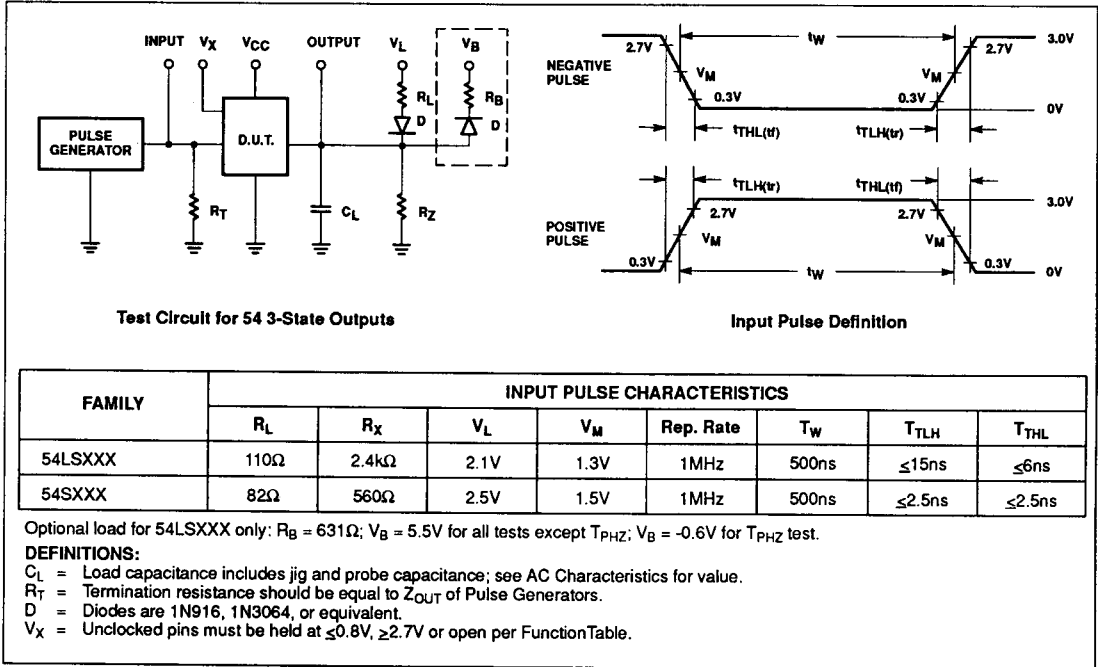 INPUT VX VCC OUTPUT VL VB
RL RB
D D
PULSE GENERATOR
D.U.T.
RT CL RZ
Test Circuit for 54 3-State Outputs
NEGATIVE PULSE
2.7V tW 2.7V 3.0V
VM VM
0.3V 0.3V 0V
tTHL(tf) tTLH(tr)
POSITIVE PULSE
tTLH(tr) tTHL(tf)
2.7V 2.7V 3.0V
VM VM
0.3V tW 0.3V 0V
Input Pulse Definition
FAMILY INPUT PULSE CHARACTERISTICS
RL RX VL VM Rep. Rate TW TTLH TTHL
54LSXXX 110Ω 2.4kΩ 2.1V 1.3V 1MHz 500ns ≤15ns ≤6ns
54SXXX 82Ω 560Ω 2.5V 1.5V 1MHz 500ns ≤2.5ns ≤2.5ns
Optional load for 54LSXXX only: RB = 631Ω; VB = 5.5V for all tests except TPHZ; VB = -0.6V for TPHZ test.
DEFINITIONS:
CL = Load capacitance includes jig and probe capacitance; see AC Characteristics for value.
RT = Termination resistance should be equal to ZOUT of Pulse Generators.
D = Diodes are 1N916, 1N3064, or equivalent.
VX = Unclocked pins must be held at ≤0.8V, ≥2.7V or open per FunctionTable.